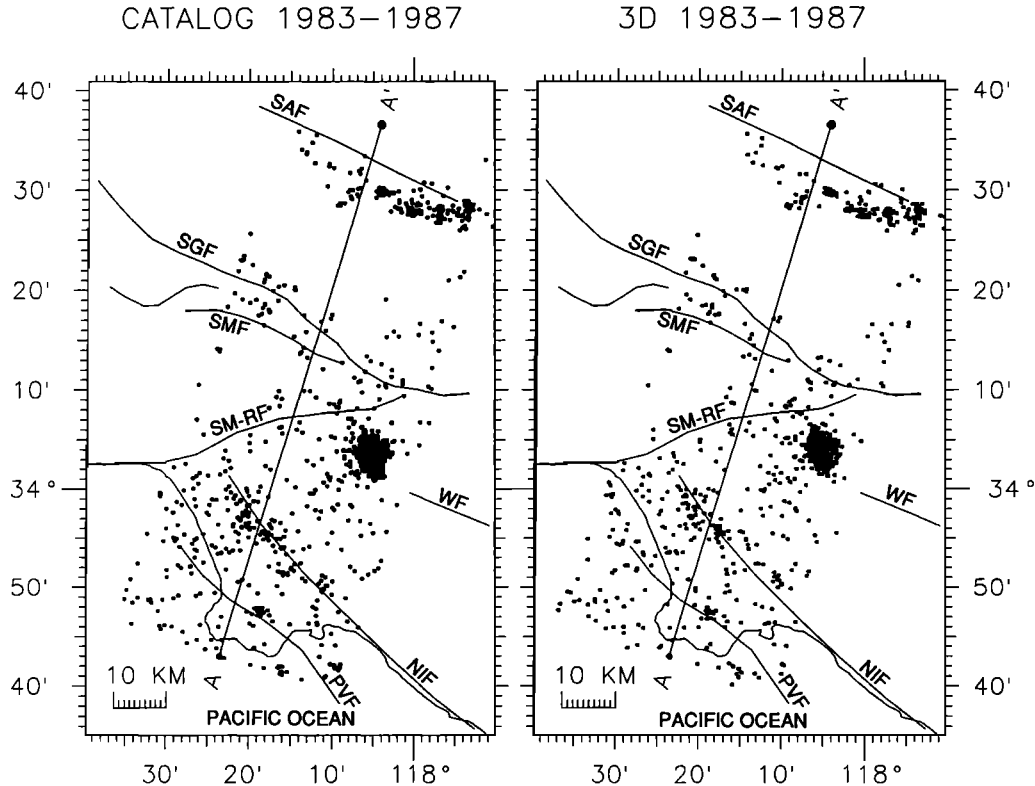 CATALOG 1983–1987
3D 1983–1987
40'
30'
20'
10'
34°
50'
40'
SAF
A'
SGF
SMF
SM-RF
WF
NIF
PVF
A
10 KM
PACIFIC OCEAN
30'
20'
10'
118°
SAF
A'
SGF
SMF
SM-RF
WF
NIF
PVF
A
10 KM
PACIFIC OCEAN
40'
30'
20'
10'
34°
50'
40'
30'
20'
10'
118°